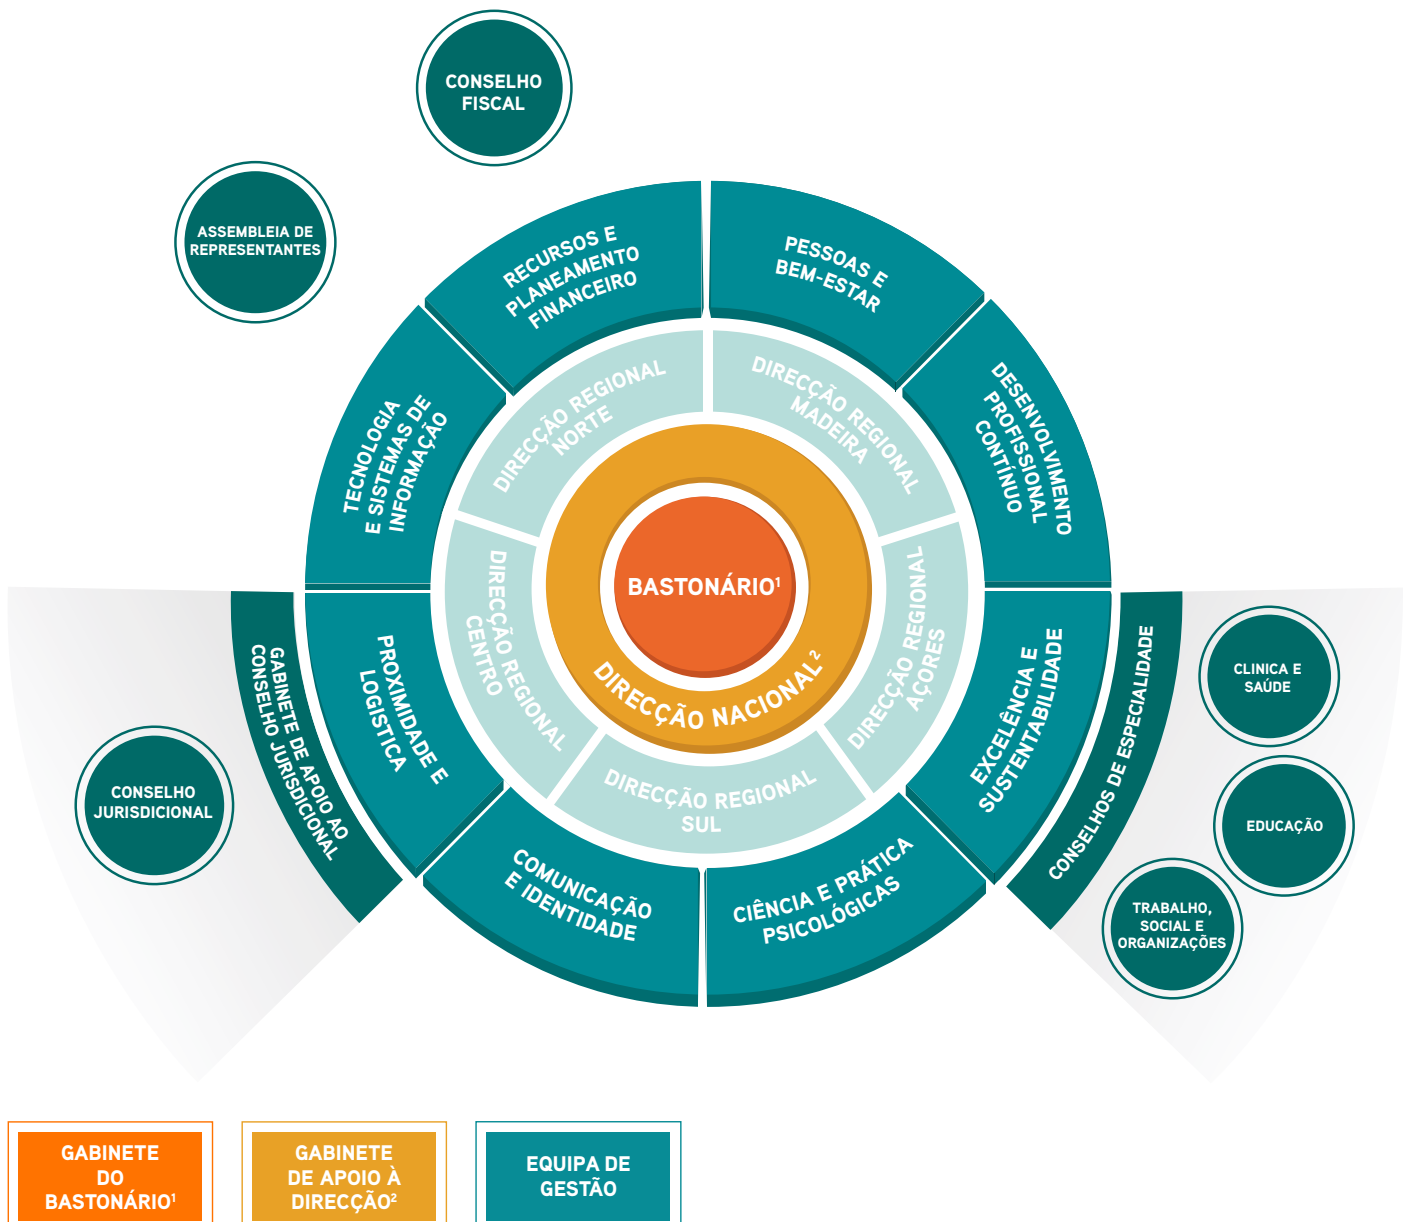 CONSELHO
FISCAL
ASSEMBLEIA DE
REPRESENTANTES
RECURSOS E
PLANEAMENTO
FINANCEIRO
PESSOAS E
BEM-ESTAR
TECNOLOGIA
E SISTEMAS DE
INFORMAÇÃO
DESENVOLVIMENTO
PROFISSIONAL
CONTÍNUO
DIRECÇÃO REGIONAL
NORTE
DIRECÇÃO REGIONAL
MADEIRA
DIRECÇÃO REGIONAL
CENTRO
DIRECÇÃO REGIONAL
AÇORES
DIRECÇÃO REGIONAL
SUL
BASTONÁRIO¹
DIRECÇÃO NACIONAL²
PROXIMIDADE E
LOGISTICA
EXCELÊNCIA E
SUSTENTABILIDADE
COMUNICAÇÃO
E IDENTIDADE
CIÊNCIA E PRÁTICA
PSICOLÓGICAS
GABINETE DE APOIO AO
CONSELHO JURISDICIONAL
CONSELHO
JURISDICIONAL
CONSELHOS DE ESPECIALIDADE
CLINICA E
SAÚDE
EDUCAÇÃO
TRABALHO,
SOCIAL E
ORGANIZAÇÕES
GABINETE
DO
BASTONÁRIO¹
GABINETE
DE APOIO À
DIRECÇÃO²
EQUIPA DE
GESTÃO